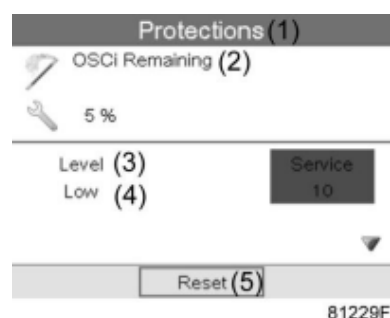 Protections (1)
OSCi Remaining (2)
5 %
Level (3)
Service
Low (4)
10
Reset (5)
81229F